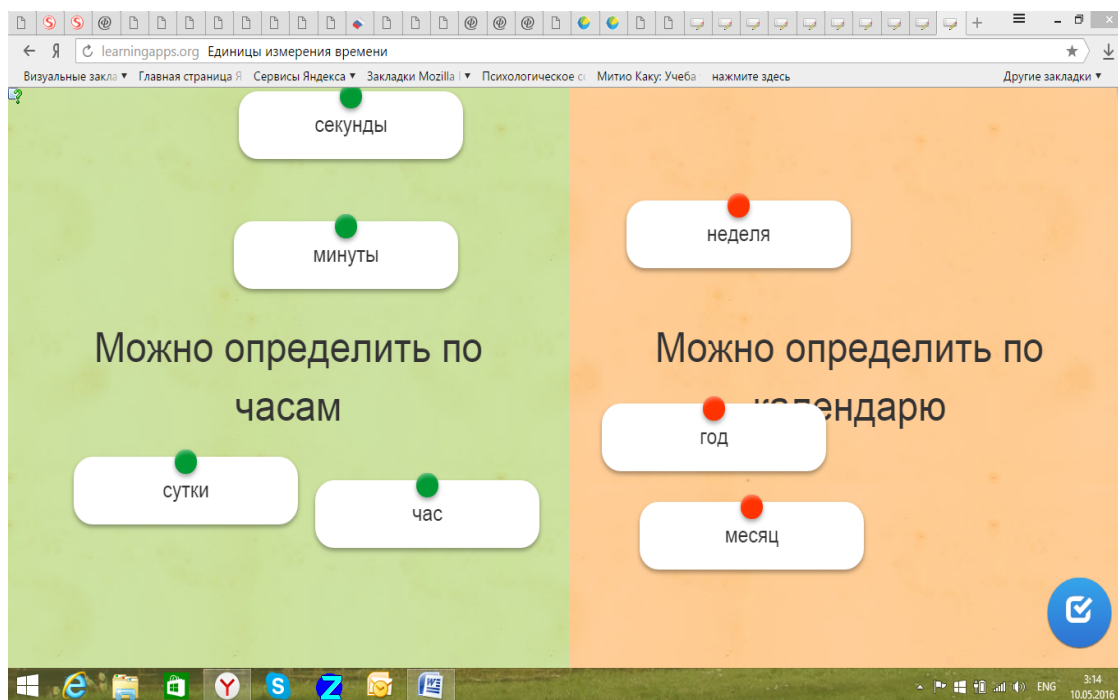 learningapps.org Единицы измерения времени
Визуальные закла Главная страница Я Сервисы Яндекса Закладки Mozilla Психологическое Митио Каку: Учеба нажмите здесь Другие закладки
секунды
минуты
неделя
Можно определить по
часам
Можно определить по
календарю
год
сутки
час
месяц
ENG
3:14
10.05.2016